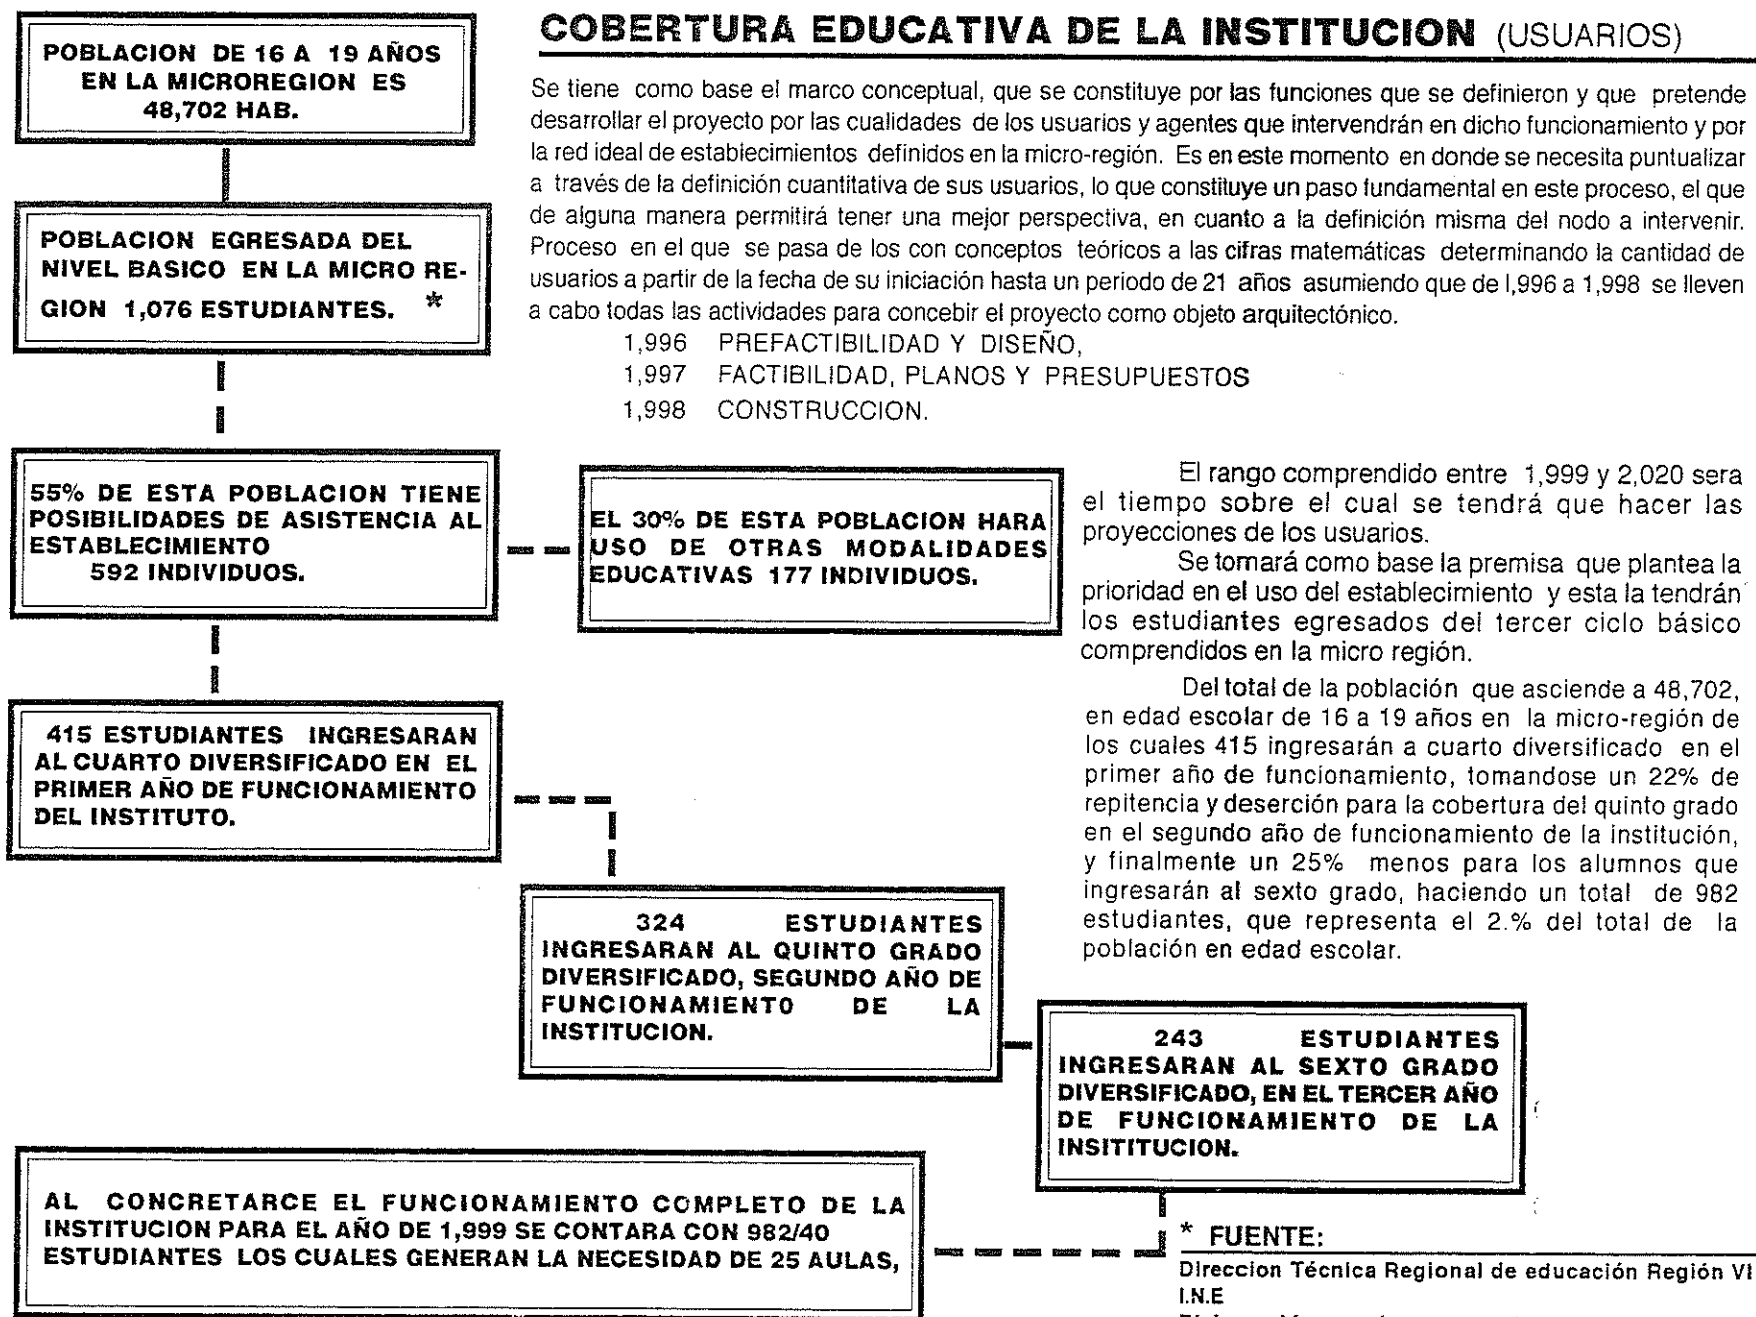 COBERTURA EDUCATIVA DE LA INSTITUCION (USUARIOS)
POBLACION DE 16 A 19 AÑOS
EN LA MICROREGION ES
48,702 HAB.
Se tiene como base el marco conceptual, que se constituye por las funciones que se definieron y que pretende
desarrollar el proyecto por las cualidades de los usuarios y agentes que intervendrán en dicho funcionamiento y por
la red ideal de establecimientos definidos en la micro-región. Es en este momento en donde se necesita puntualizar
a través de la definición cuantitativa de sus usuarios, lo que constituye un paso fundamental en este proceso, el que
de alguna manera permitirá tener una mejor perspectiva, en cuanto a la definición misma del nodo a intervenir.
Proceso en el que se pasa de los con conceptos teóricos a las cifras matemáticas determinando la cantidad de
usuarios a partir de la fecha de su iniciación hasta un periodo de 21 años asumiendo que de l,996 a 1,998 se lleven
a cabo todas las actividades para concebir el proyecto como objeto arquitectónico.
1,996 PREFACTIBILIDAD Y DISEÑO,
1,997 FACTIBILIDAD, PLANOS Y PRESUPUESTOS
1,998 CONSTRUCCION.
POBLACION EGRESADA DEL
NIVEL BASICO EN LA MICRO RE-
GION 1,076 ESTUDIANTES. *
55% DE ESTA POBLACION TIENE
POSIBILIDADES DE ASISTENCIA AL
ESTABLECIMIENTO
592 INDIVIDUOS.
EL 30% DE ESTA POBLACION HARA
USO DE OTRAS MODALIDADES
EDUCATIVAS 177 INDIVIDUOS.
El rango comprendido entre 1,999 y 2,020 sera
el tiempo sobre el cual se tendrá que hacer las
proyecciones de los usuarios.
Se tomará como base la premisa que plantea la
prioridad en el uso del establecimiento y esta la tendrán
los estudiantes egresados del tercer ciclo básico
comprendidos en la micro región.
Del total de la población que asciende a 48,702,
en edad escolar de 16 a 19 años en la micro-región de
los cuales 415 ingresarán a cuarto diversificado en el
primer año de funcionamiento, tomandose un 22% de
repitencia y deserción para la cobertura del quinto grado
en el segundo año de funcionamiento de la institución,
y finalmente un 25% menos para los alumnos que
ingresarán al sexto grado, haciendo un total de 982
estudiantes, que representa el 2.% del total de la
población en edad escolar.
415 ESTUDIANTES INGRESARAN
AL CUARTO DIVERSIFICADO EN EL
PRIMER AÑO DE FUNCIONAMIENTO
DEL INSTITUTO.
324 ESTUDIANTES
INGRESARAN AL QUINTO GRADO
DIVERSIFICADO, SEGUNDO AÑO DE
FUNCIONAMIENTO DE LA
INSTITUCION.
243 ESTUDIANTES
INGRESARAN AL SEXTO GRADO
DIVERSIFICADO, EN EL TERCER AÑO
DE FUNCIONAMIENTO DE LA
INSITITUCION.
AL CONCRETARCE EL FUNCIONAMIENTO COMPLETO DE LA
INSTITUCION PARA EL AÑO DE 1,999 SE CONTARA CON 982/40
ESTUDIANTES LOS CUALES GENERAN LA NECESIDAD DE 25 AULAS,
* FUENTE:
Direccion Técnica Regional de educación Región VI
I.N.E